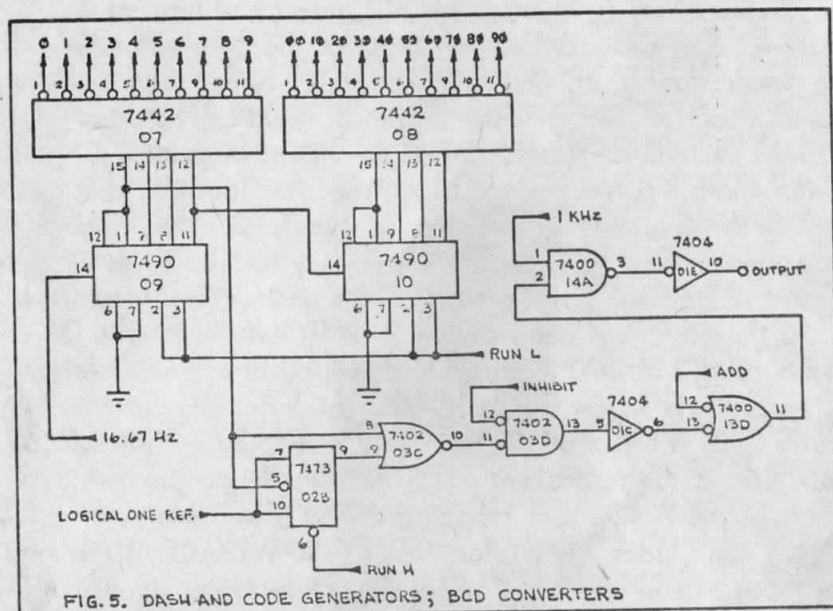 0 1 2 3 4 5 6 7 8 9 00 10 20 30 40 50 60 70 80 90
1 2 3 4 5 6 7 9 10 11 1 2 3 4 5 6 7 9 10 11
7442 7442
07 08
15 14 13 12 15 14 13 12
12 1 9 8 11 12 1 9 8 11
14 7490 14 7490
09 10
6 7 2 3 6 7 2 3
RUN L
16.67 Hz
1 KHz
1 7400 3 11 7404 10 OUTPUT
2 14A 01E
INHIBIT
ADD
8 7402 10 12 7402 13 5 7404 6 12 7400 11
9 03C 11 03D 01C 13 13D
7 7473 9
5 02B
LOGICAL ONE REF. 10
6
RUN H
FIG. 5. DASH AND CODE GENERATORS; BCD CONVERTERS